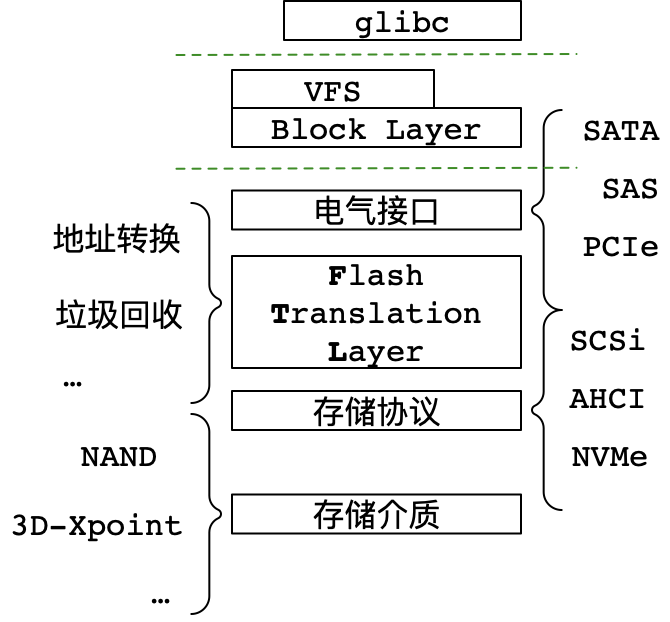 glibc
VFS
Block Layer
SATA
SAS
PCIe
电气接口
地址转换
垃圾回收
…
Flash
Translation
Layer
SCSi
AHCI
NVMe
存储协议
NAND
3D-Xpoint
…
存储介质